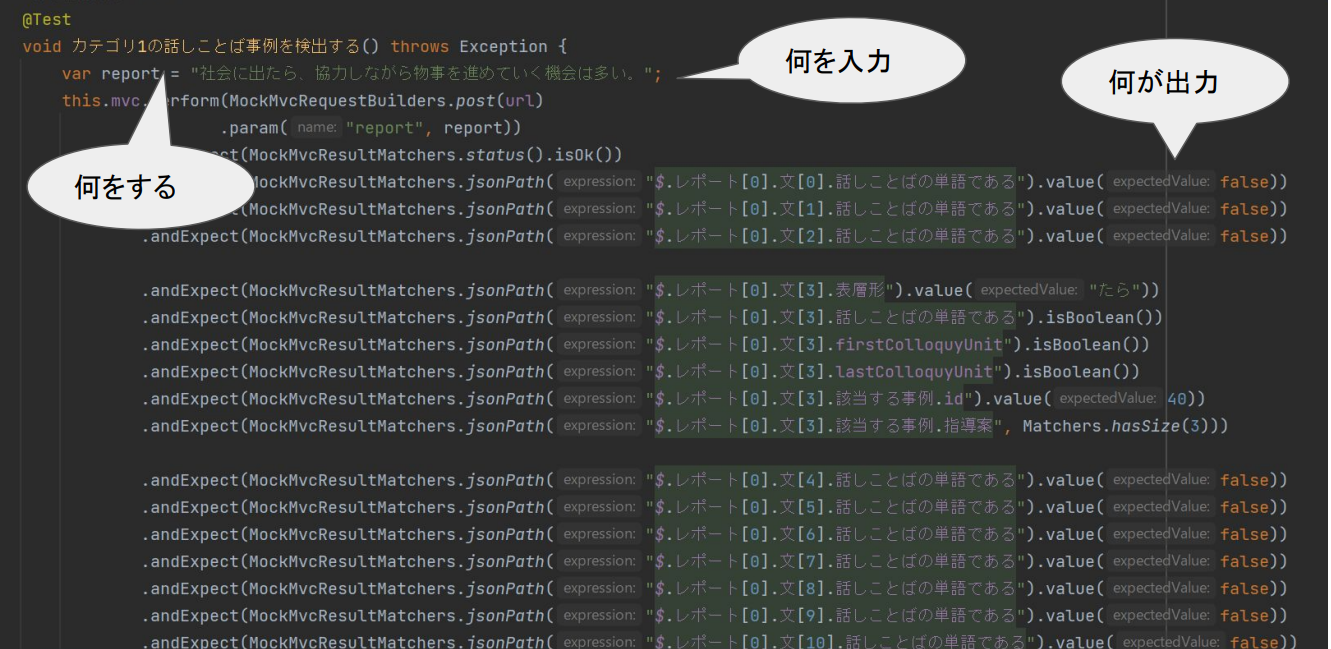 @Test
void カテゴリ1の話しことば事例を検出する() throws Exception {
var report = "社会に出たら、協力しながら物事を進めていく機会は多い。";
何を入力
何が出力
this.mvc.perform(MockMvcRequestBuilders.post(url)
.param( name: "report", report))
ct(MockMvcResultMatchers.status().isOk())
何をする
MockMvcResultMatchers.jsonPath( expression: "$.レポート[0].文[0].話しことばの単語である").value( expectedValue: false))
MockMvcResultMatchers.jsonPath( expression: "$.レポート[0].文[1].話しことばの単語である").value( expectedValue: false))
.andExpect(MockMvcResultMatchers.jsonPath( expression: "$.レポート[0].文[2].話しことばの単語である").value( expectedValue: false))
.andExpect(MockMvcResultMatchers.jsonPath( expression: "$.レポート[0].文[3].表層形").value( expectedValue: "たら"))
.andExpect(MockMvcResultMatchers.jsonPath( expression: "$.レポート[0].文[3].話しことばの単語である").isBoolean())
.andExpect(MockMvcResultMatchers.jsonPath( expression: "$.レポート[0].文[3].firstColloquyUnit").isBoolean())
.andExpect(MockMvcResultMatchers.jsonPath( expression: "$.レポート[0].文[3].lastColloquyUnit").isBoolean())
.andExpect(MockMvcResultMatchers.jsonPath( expression: "$.レポート[0].文[3].該当する事例.id").value( expectedValue: 40))
.andExpect(MockMvcResultMatchers.jsonPath( expression: "$.レポート[0].文[3].該当する事例.指導案", Matchers.hasSize(3)))
.andExpect(MockMvcResultMatchers.jsonPath( expression: "$.レポート[0].文[4].話しことばの単語である").value( expectedValue: false))
.andExpect(MockMvcResultMatchers.jsonPath( expression: "$.レポート[0].文[5].話しことばの単語である").value( expectedValue: false))
.andExpect(MockMvcResultMatchers.jsonPath( expression: "$.レポート[0].文[6].話しことばの単語である").value( expectedValue: false))
.andExpect(MockMvcResultMatchers.jsonPath( expression: "$.レポート[0].文[7].話しことばの単語である").value( expectedValue: false))
.andExpect(MockMvcResultMatchers.jsonPath( expression: "$.レポート[0].文[8].話しことばの単語である").value( expectedValue: false))
.andExpect(MockMvcResultMatchers.jsonPath( expression: "$.レポート[0].文[9].話しことばの単語である").value( expectedValue: false))
.andExpect(MockMvcResultMatchers.jsonPath( expression: "$.レポート[0].文[10].話しことばの単語である").value( expectedValue: false))